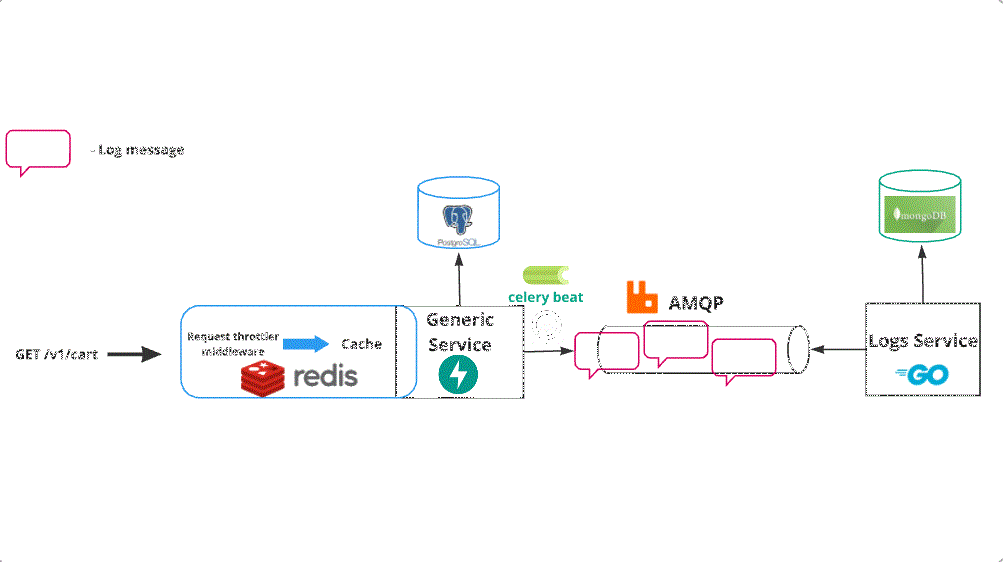 - Log message
PostgreSQL
mongoDB
celery beat
AMQP
Generic
Service
Request throttler
middleware
Cache
redis
GET /v1/cart
Logs Service
GO